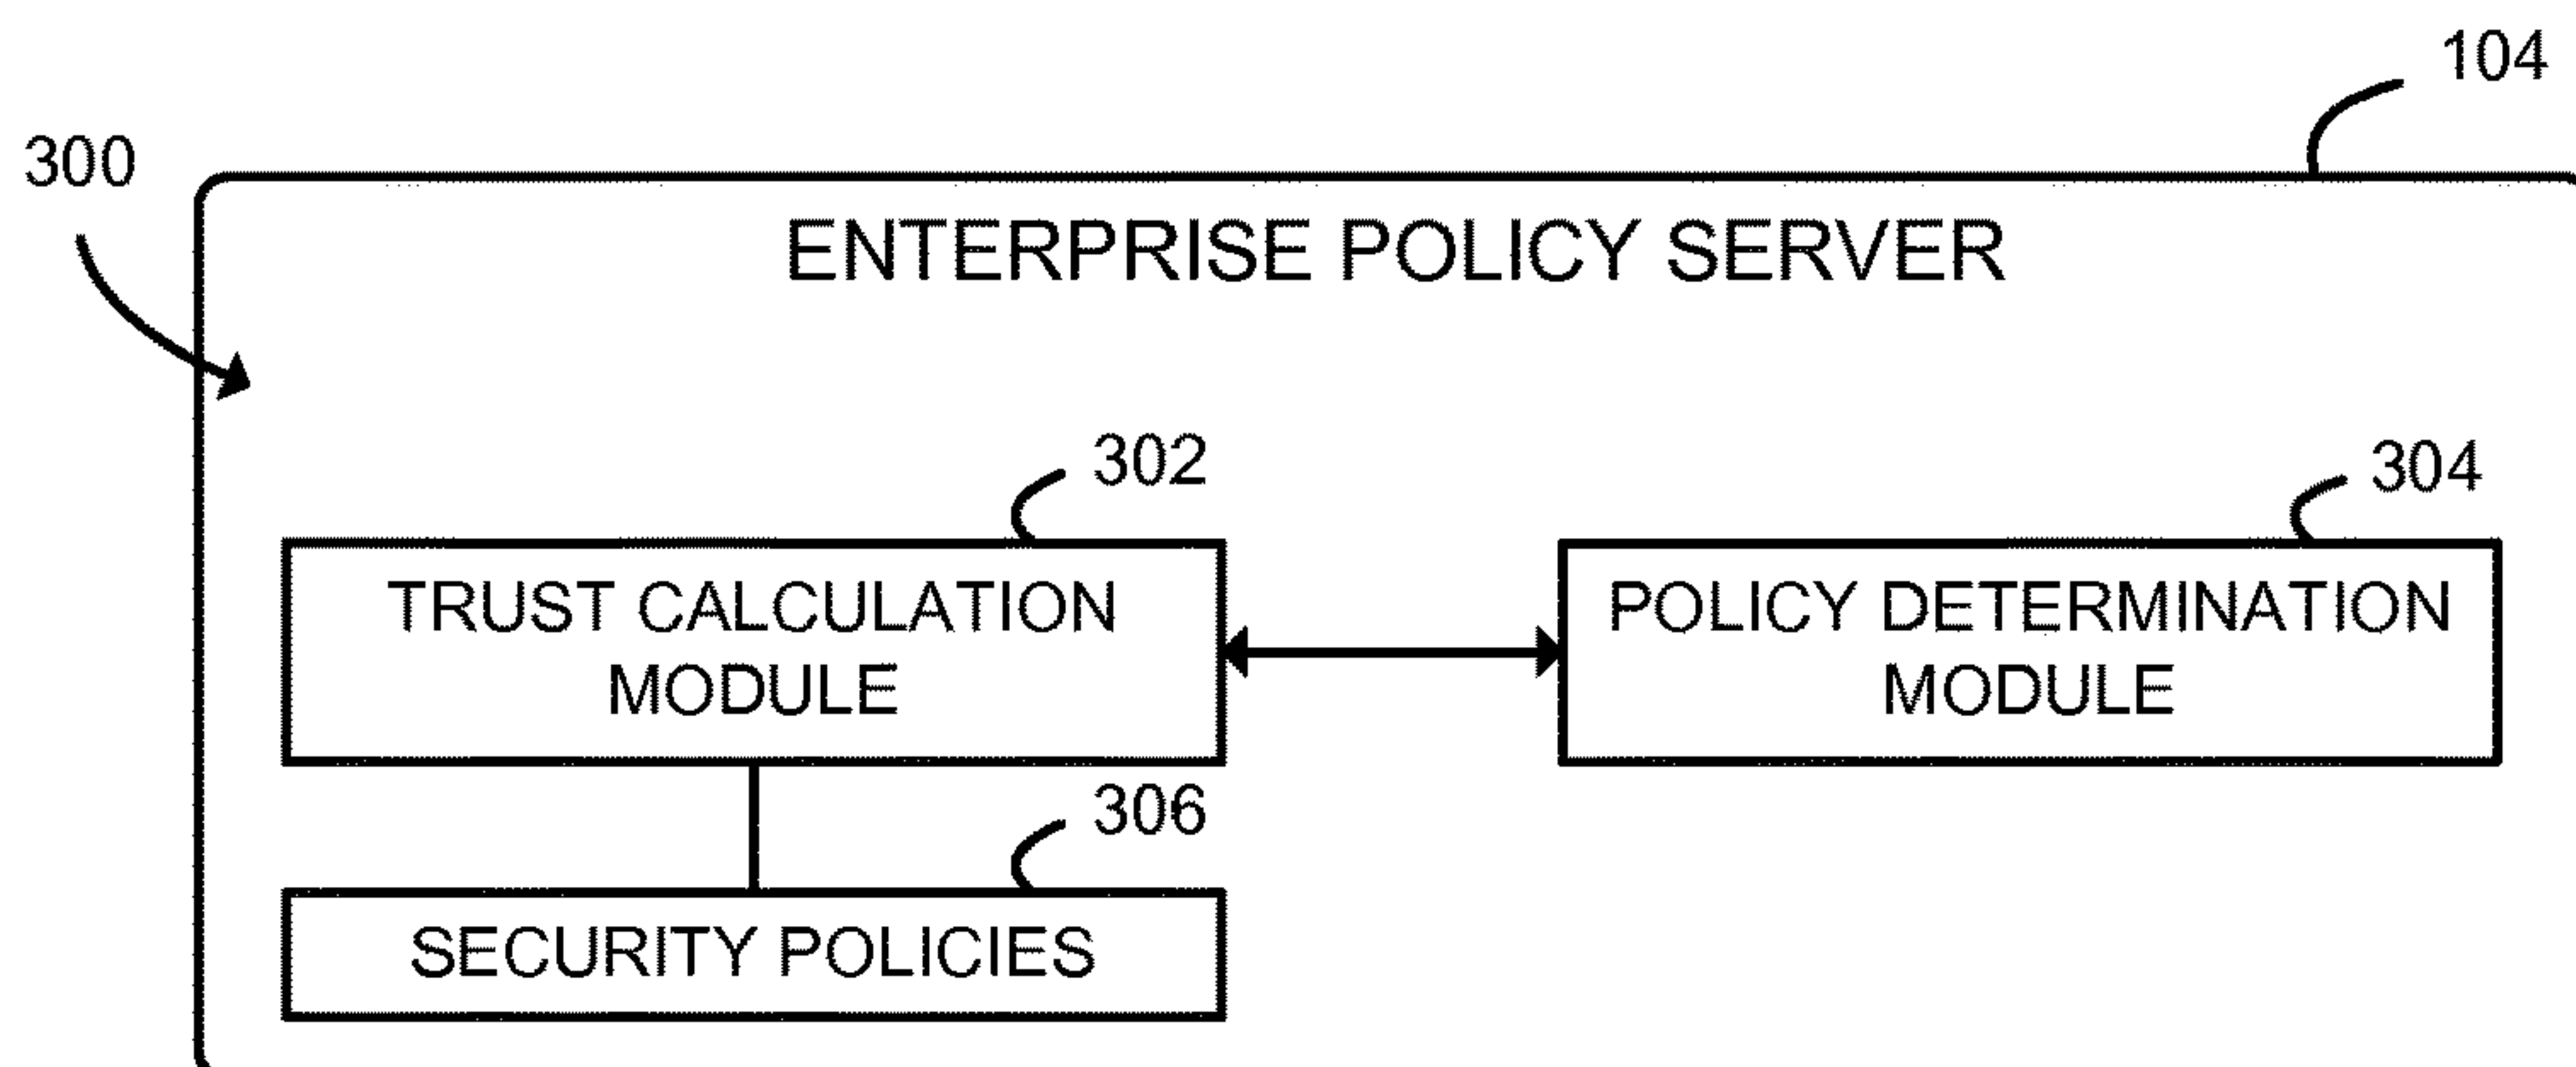 104
300
ENTERPRISE POLICY SERVER
302
304
TRUST CALCULATION
MODULE
POLICY DETERMINATION
MODULE
306
SECURITY POLICIES